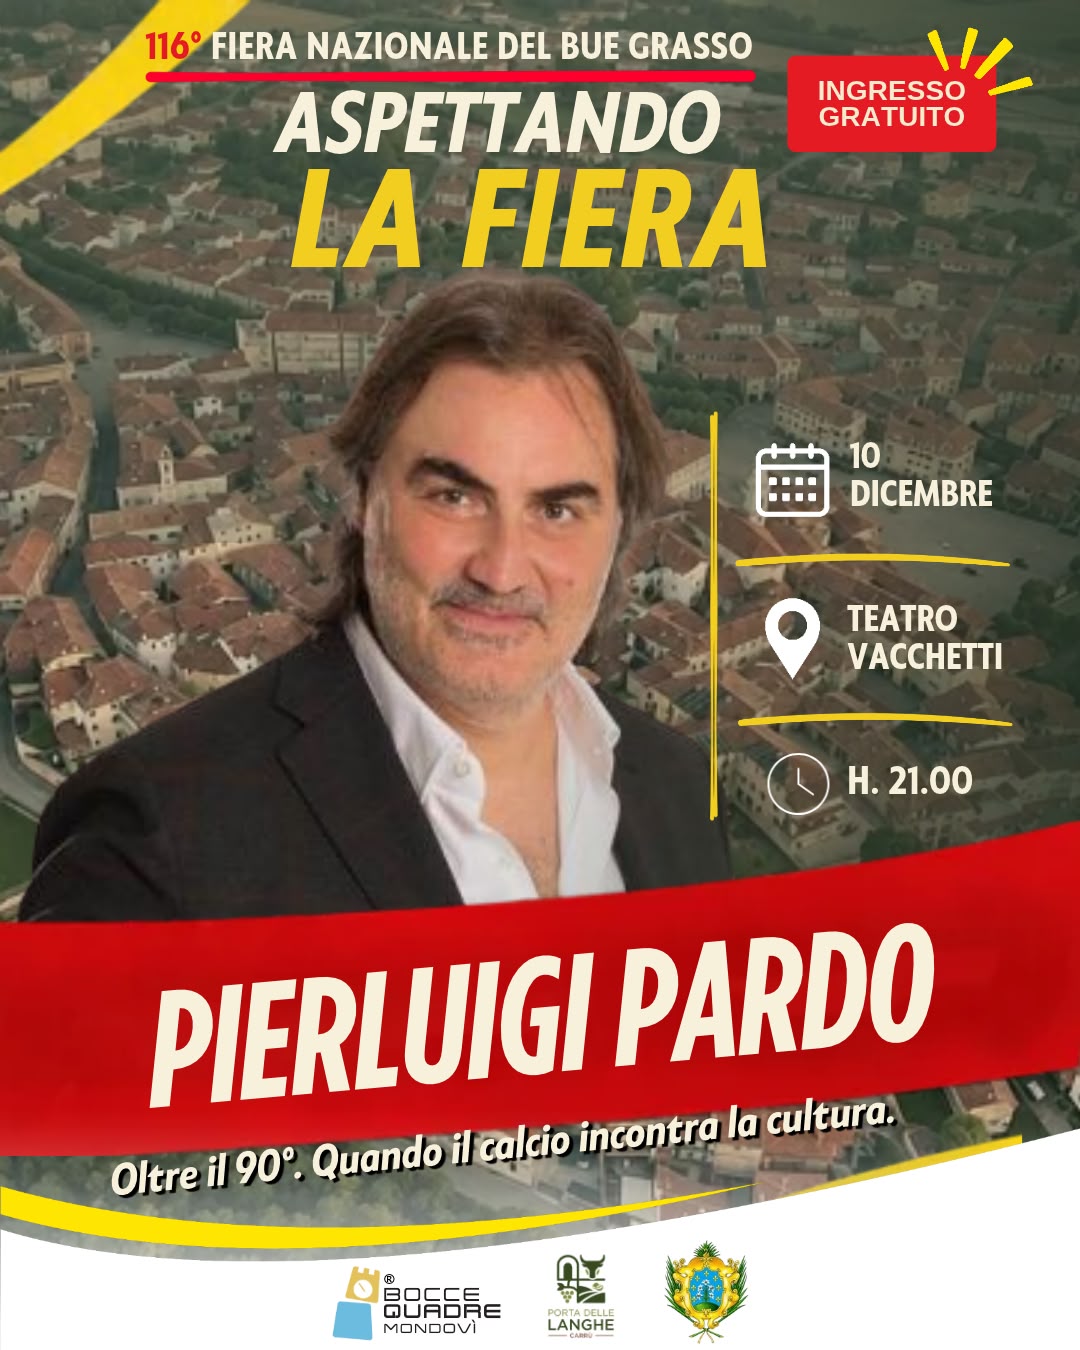 116° FIERA NAZIONALE DEL BUE GRASSO
ASPETTANDO
LA FIERA
INGRESSO
GRATUITO
10
DICEMBRE
TEATRO
VACCHETTI
H. 21.00
PIERLUIGI PARDO
Oltre il 90°. Quando il calcio incontra la cultura.
®
BOCCE
QUADRE
MONDOVÌ
PORTA DELLE
LANGHE
CARRÙ